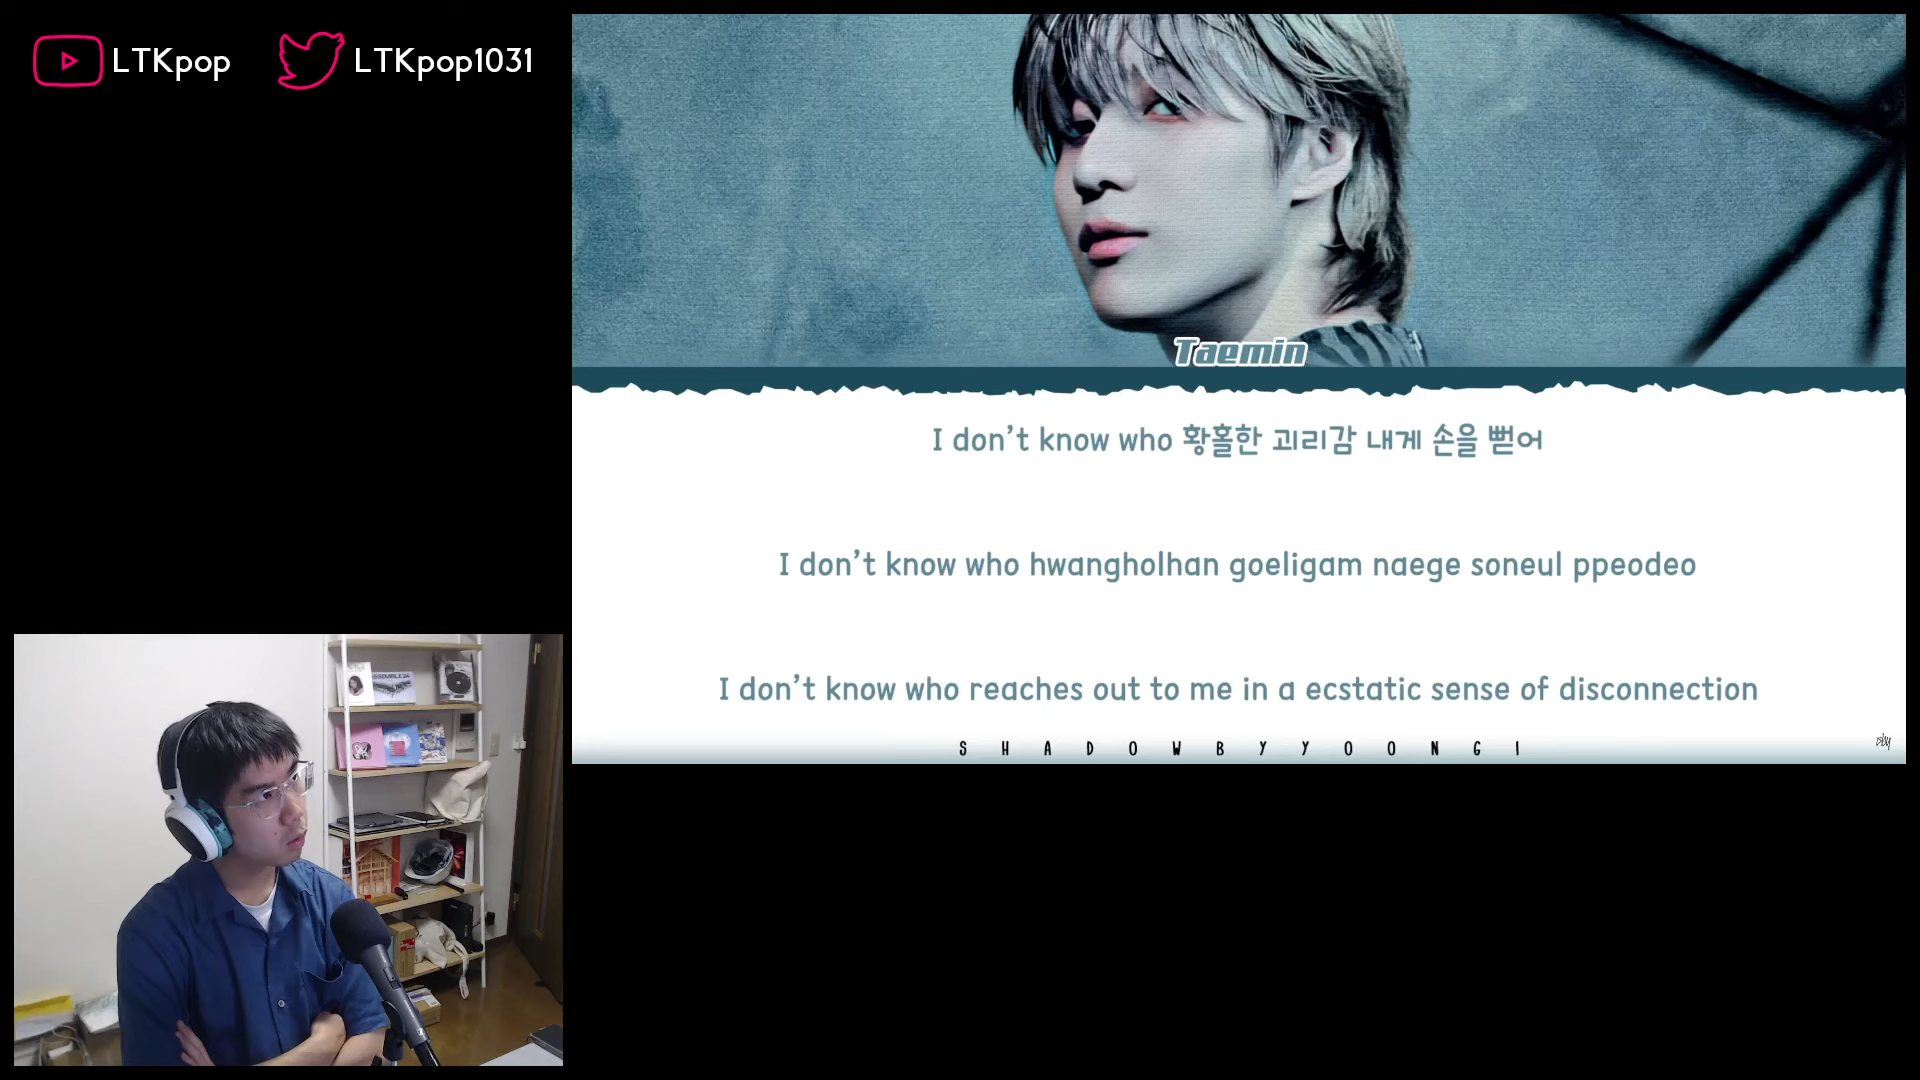 LTKpop
LTKpop1031
Taemin
I don't know who 황홀한 괴리감 내게 손을 뻗어
I don't know who hwangholhan goeligam naege soneul ppeodeo
I don't know who reaches out to me in a ecstatic sense of disconnection
SHADOWBYYOONGI
sby